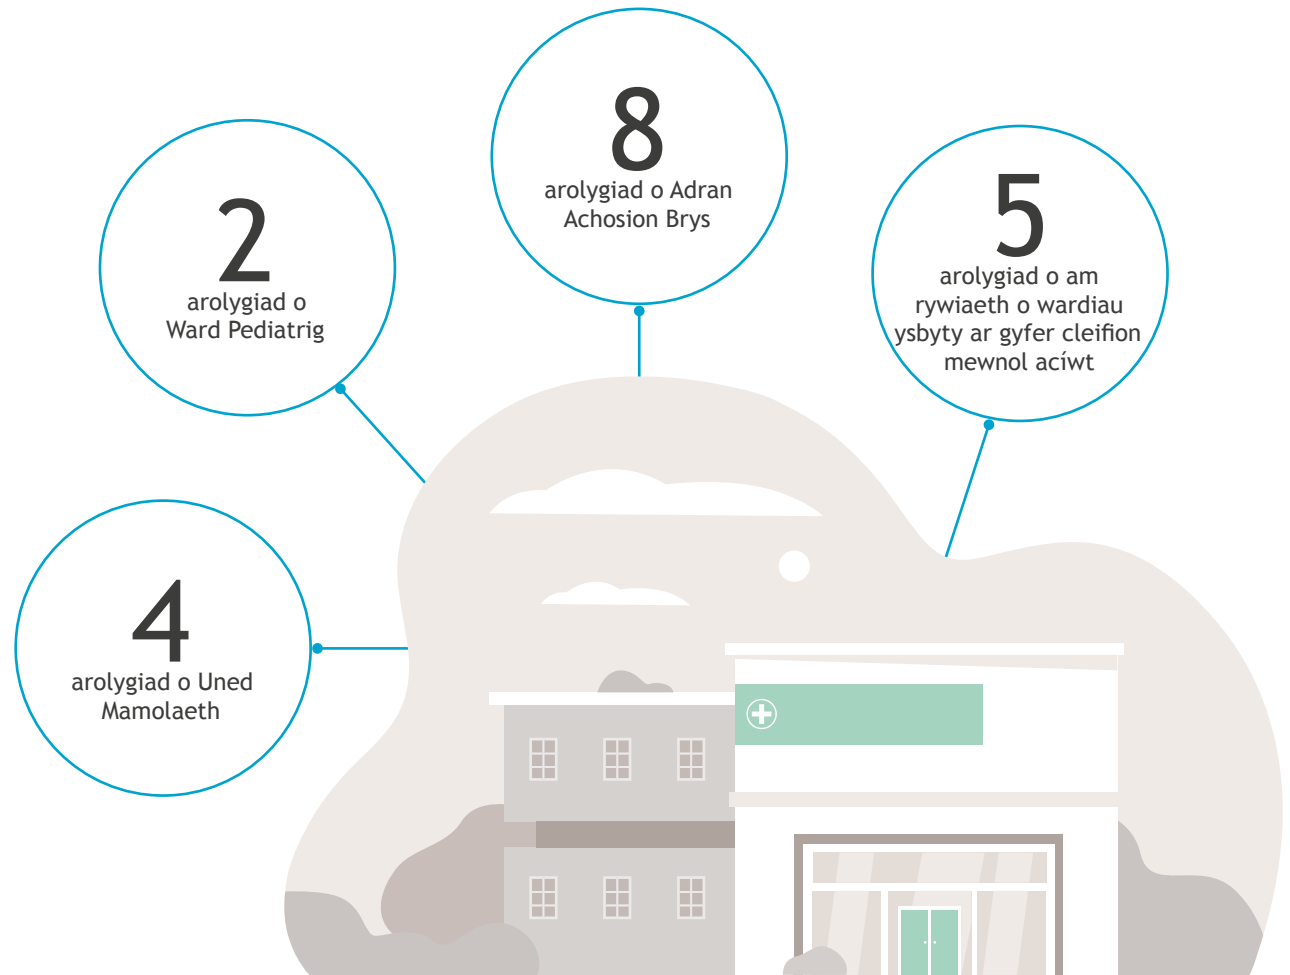 8
arolygiad o Adran
Achosion Brys
2
arolygiad o
Ward Pediatrig
5
arolygiad o am
rywiaeth o wardiau
ysbyty ar gyfer cleifion
mewnol acíwt
4
arolygiad o Uned
Mamolaeth